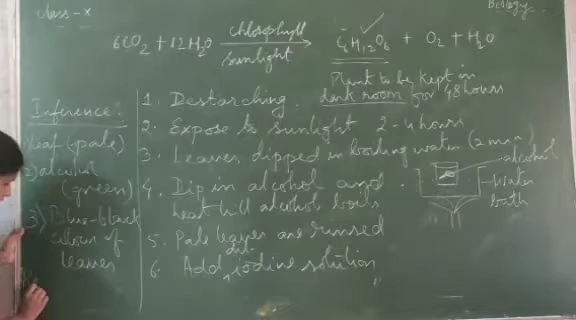 class - X
Biology
6CO2 + 12H2O chlorophyll sunlight → C6H12O6 + O2 + H2O
Plant to be kept in
dark room for 48 hours
Inference:
1. Destarching.
2. Expose to sunlight 2-4 hours
3. Leaves dipped in boiling water (2 min)
4. Dip in alcohol and
heat till alcohol boils
5. Pale leaves are rinsed
6. Add dil. iodine solution
leaf (pale)
2) alcohol
(green)
3) Blue-black
colour of
leaves
alcohol
water
bath